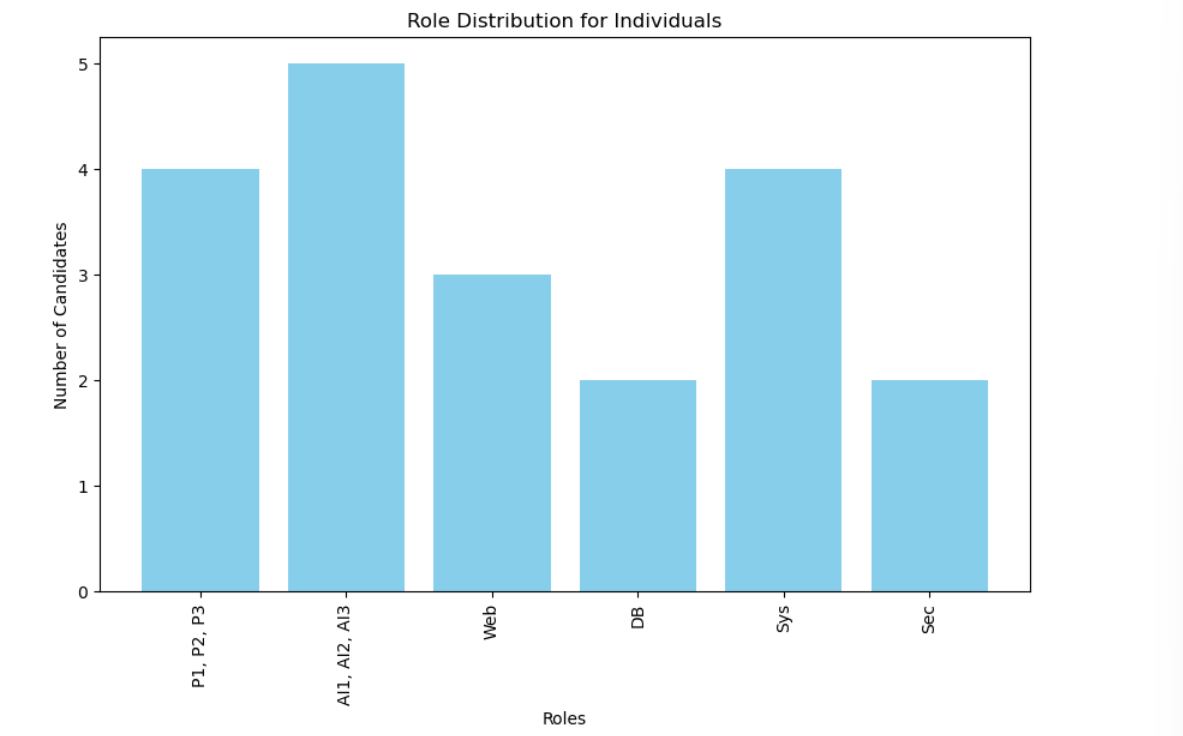 Role Distribution for Individuals
5
4
3
2
1
0
Number of Candidates
P1, P2, P3
AI1, AI2, AI3
Web
DB
Sys
Sec
Roles